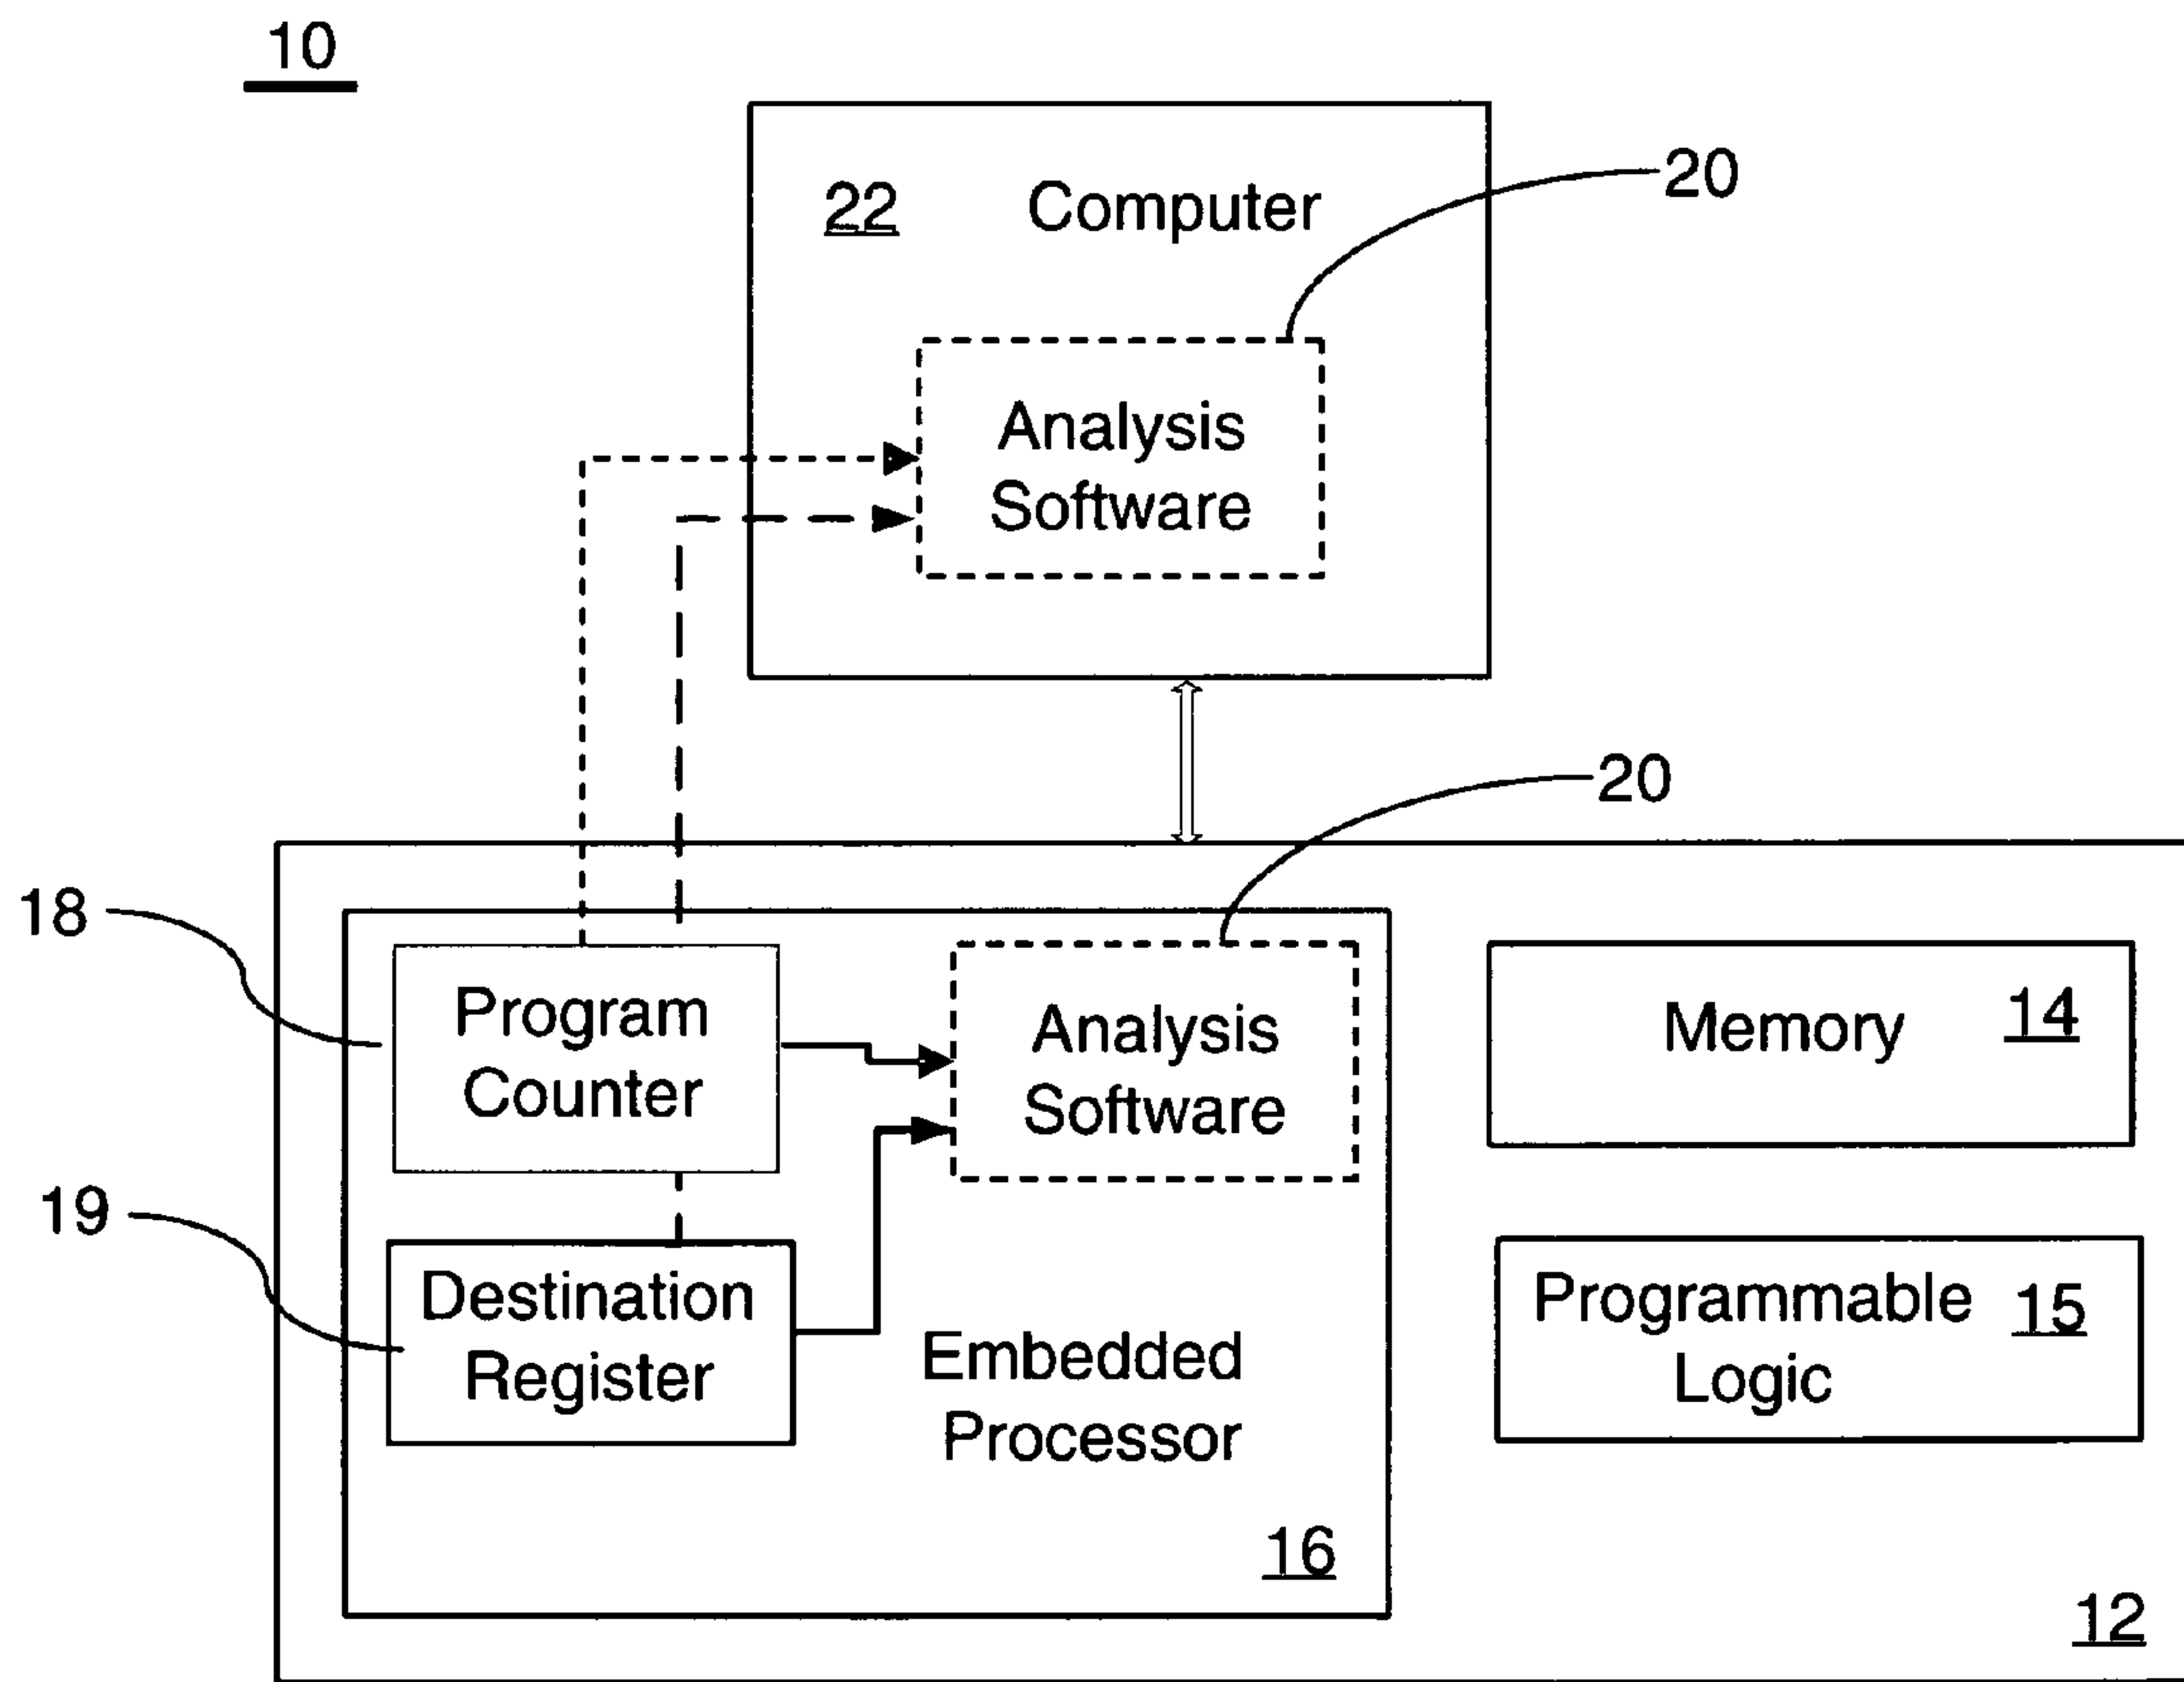 10
22 Computer
20
Analysis
Software
20
18
Program
Counter
Analysis
Software
Memory 14
19
Destination
Register
Programmable 15
Logic
Embedded
Processor
16
12